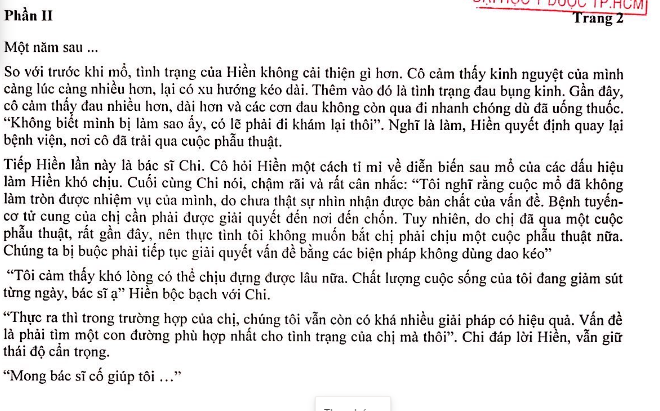 ĐẠI HỌC Y DƯỢC TP.HCM
Phần II
Trang 2
Một năm sau ...
So với trước khi mổ, tình trạng của Hiền không cải thiện gì hơn. Cô cảm thấy kinh nguyệt của mình
càng lúc càng nhiều hơn, lại có xu hướng kéo dài. Thêm vào đó là tình trạng đau bụng kinh. Gần đây,
cô cảm thấy đau nhiều hơn, dài hơn và các cơn đau không còn qua đi nhanh chóng dù đã uống thuốc.
“Không biết mình bị làm sao ấy, có lẽ phải đi khám lại thôi”. Nghĩ là làm, Hiền quyết định quay lại
bệnh viện, nơi cô đã trải qua cuộc phẫu thuật.
Tiếp Hiền lần này là bác sĩ Chi. Cô hỏi Hiền một cách tỉ mỉ về diễn biến sau mổ của các dấu hiệu
làm Hiền khó chịu. Cuối cùng Chi nói, chậm rãi và rất cân nhắc: “Tôi nghĩ rằng cuộc mổ đã không
làm tròn được nhiệm vụ của mình, do chưa thật sự nhìn nhận được bản chất của vấn đề. Bệnh tuyến-
cơ tử cung của chị cần phải được giải quyết đến nơi đến chốn. Tuy nhiên, do chị đã qua một cuộc
phẫu thuật, rất gần đây, nên thực tình tôi không muốn bắt chị phải chịu một cuộc phẫu thuật nữa.
Chúng ta bị buộc phải tiếp tục giải quyết vấn đề bằng các biện pháp không dùng dao kéo”
“Tôi cảm thấy khó lòng có thể chịu đựng được lâu nữa. Chất lượng cuộc sống của tôi đang giảm sút
từng ngày, bác sĩ ạ” Hiền bộc bạch với Chi.
“Thực ra thì trong trường hợp của chị, chúng tôi vẫn còn có khá nhiều giải pháp có hiệu quả. Vấn đề
là phải tìm một con đường phù hợp nhất cho tình trạng của chị mà thôi”. Chi đáp lời Hiền, vẫn giữ
thái độ cẩn trọng.
“Mong bác sĩ cố giúp tôi …”